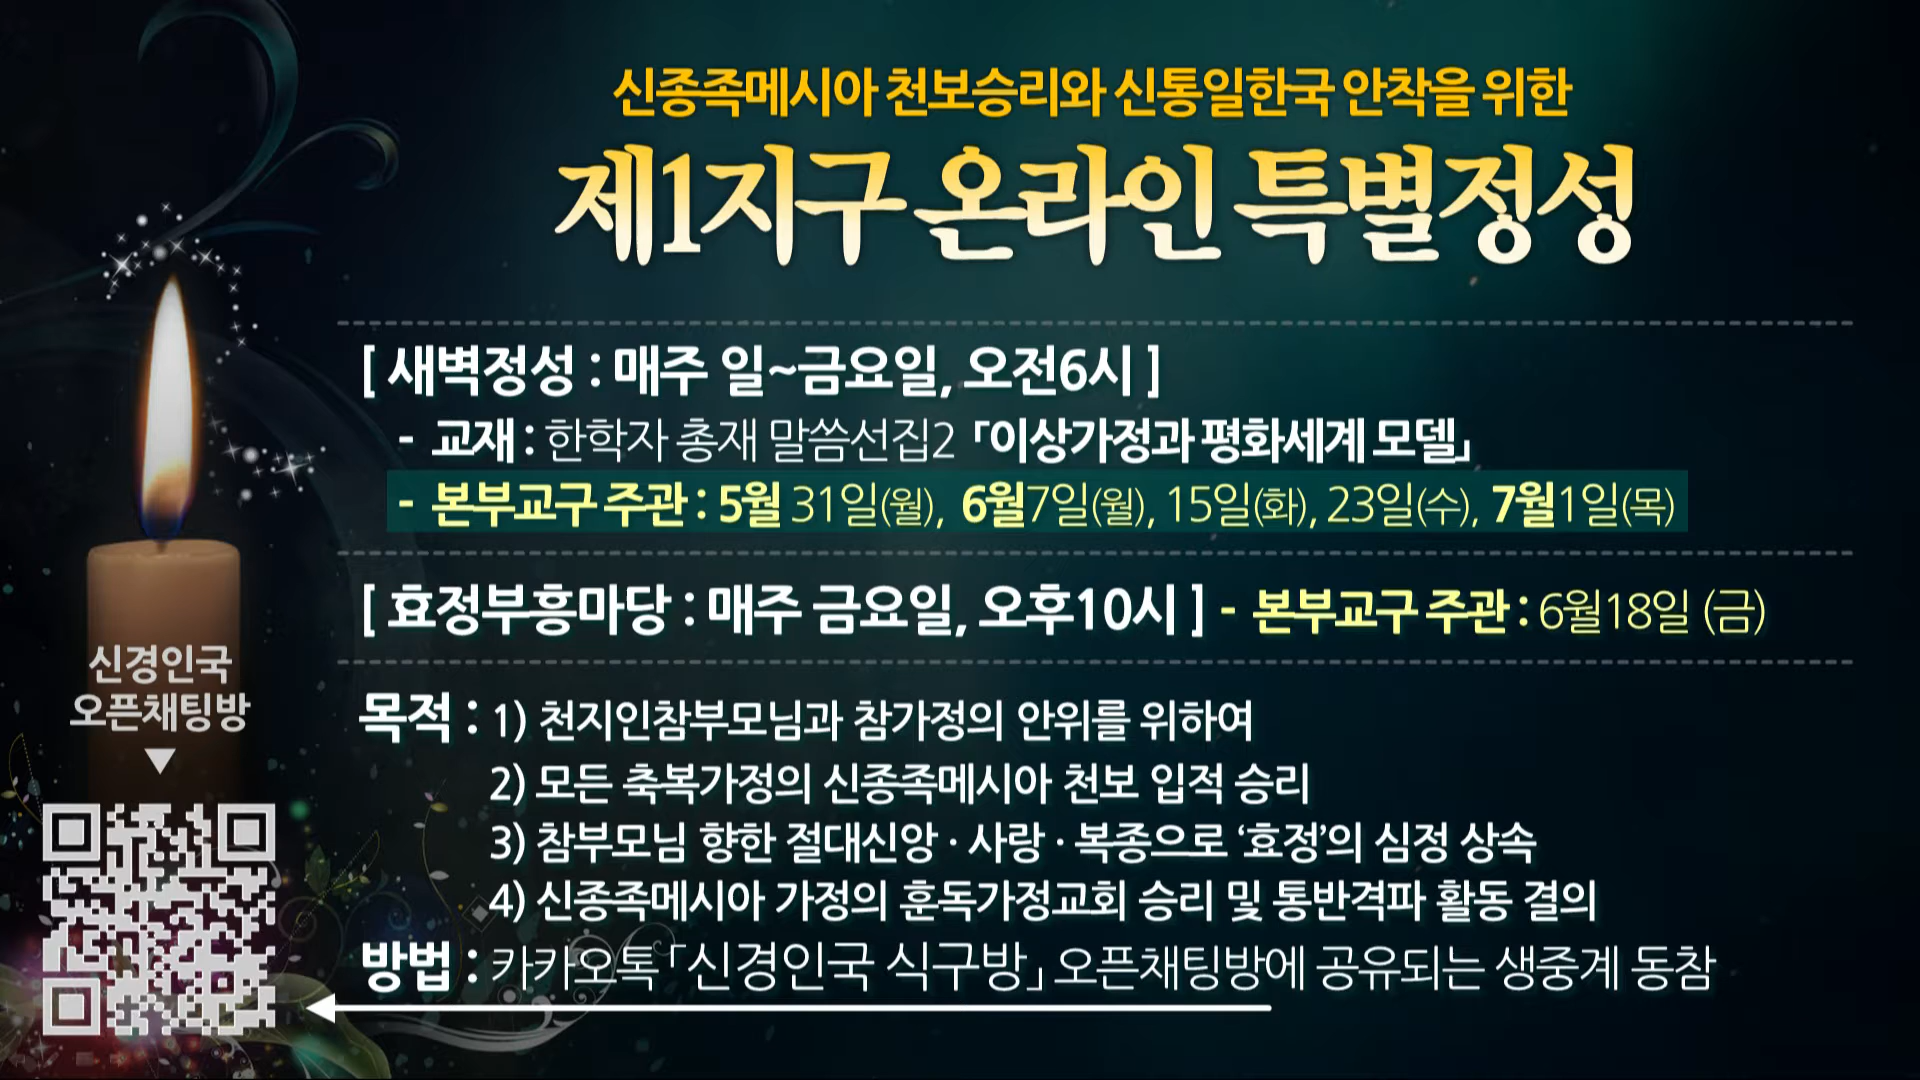 신종족메시아 천보승리와 신통일한국 안착을 위한
제1지구 온라인 특별정성
[ 새벽정성 : 매주 일~금요일, 오전6시 ]
- 교재 : 한학자 총재 말씀선집2 「이상가정과 평화세계 모델」
- 본부교구 주관 : 5월 31일(월), 6월7일(월), 15일(화), 23일(수), 7월1일(목)
[ 효정부흥마당 : 매주 금요일, 오후10시 ] - 본부교구 주관 : 6월18일 (금)
목적 : 1) 천지인참부모님과 참가정의 안위를 위하여
2) 모든 축복가정의 신종족메시아 천보 입적 승리
3) 참부모님 향한 절대신앙 · 사랑 · 복종으로 ‘효정’의 심정 상속
4) 신종족메시아 가정의 훈독가정교회 승리 및 통반격파 활동 결의
방법 : 카카오톡「신경인국 식구방」오픈채팅방에 공유되는 생중계 동참
신경인국
오픈채팅방